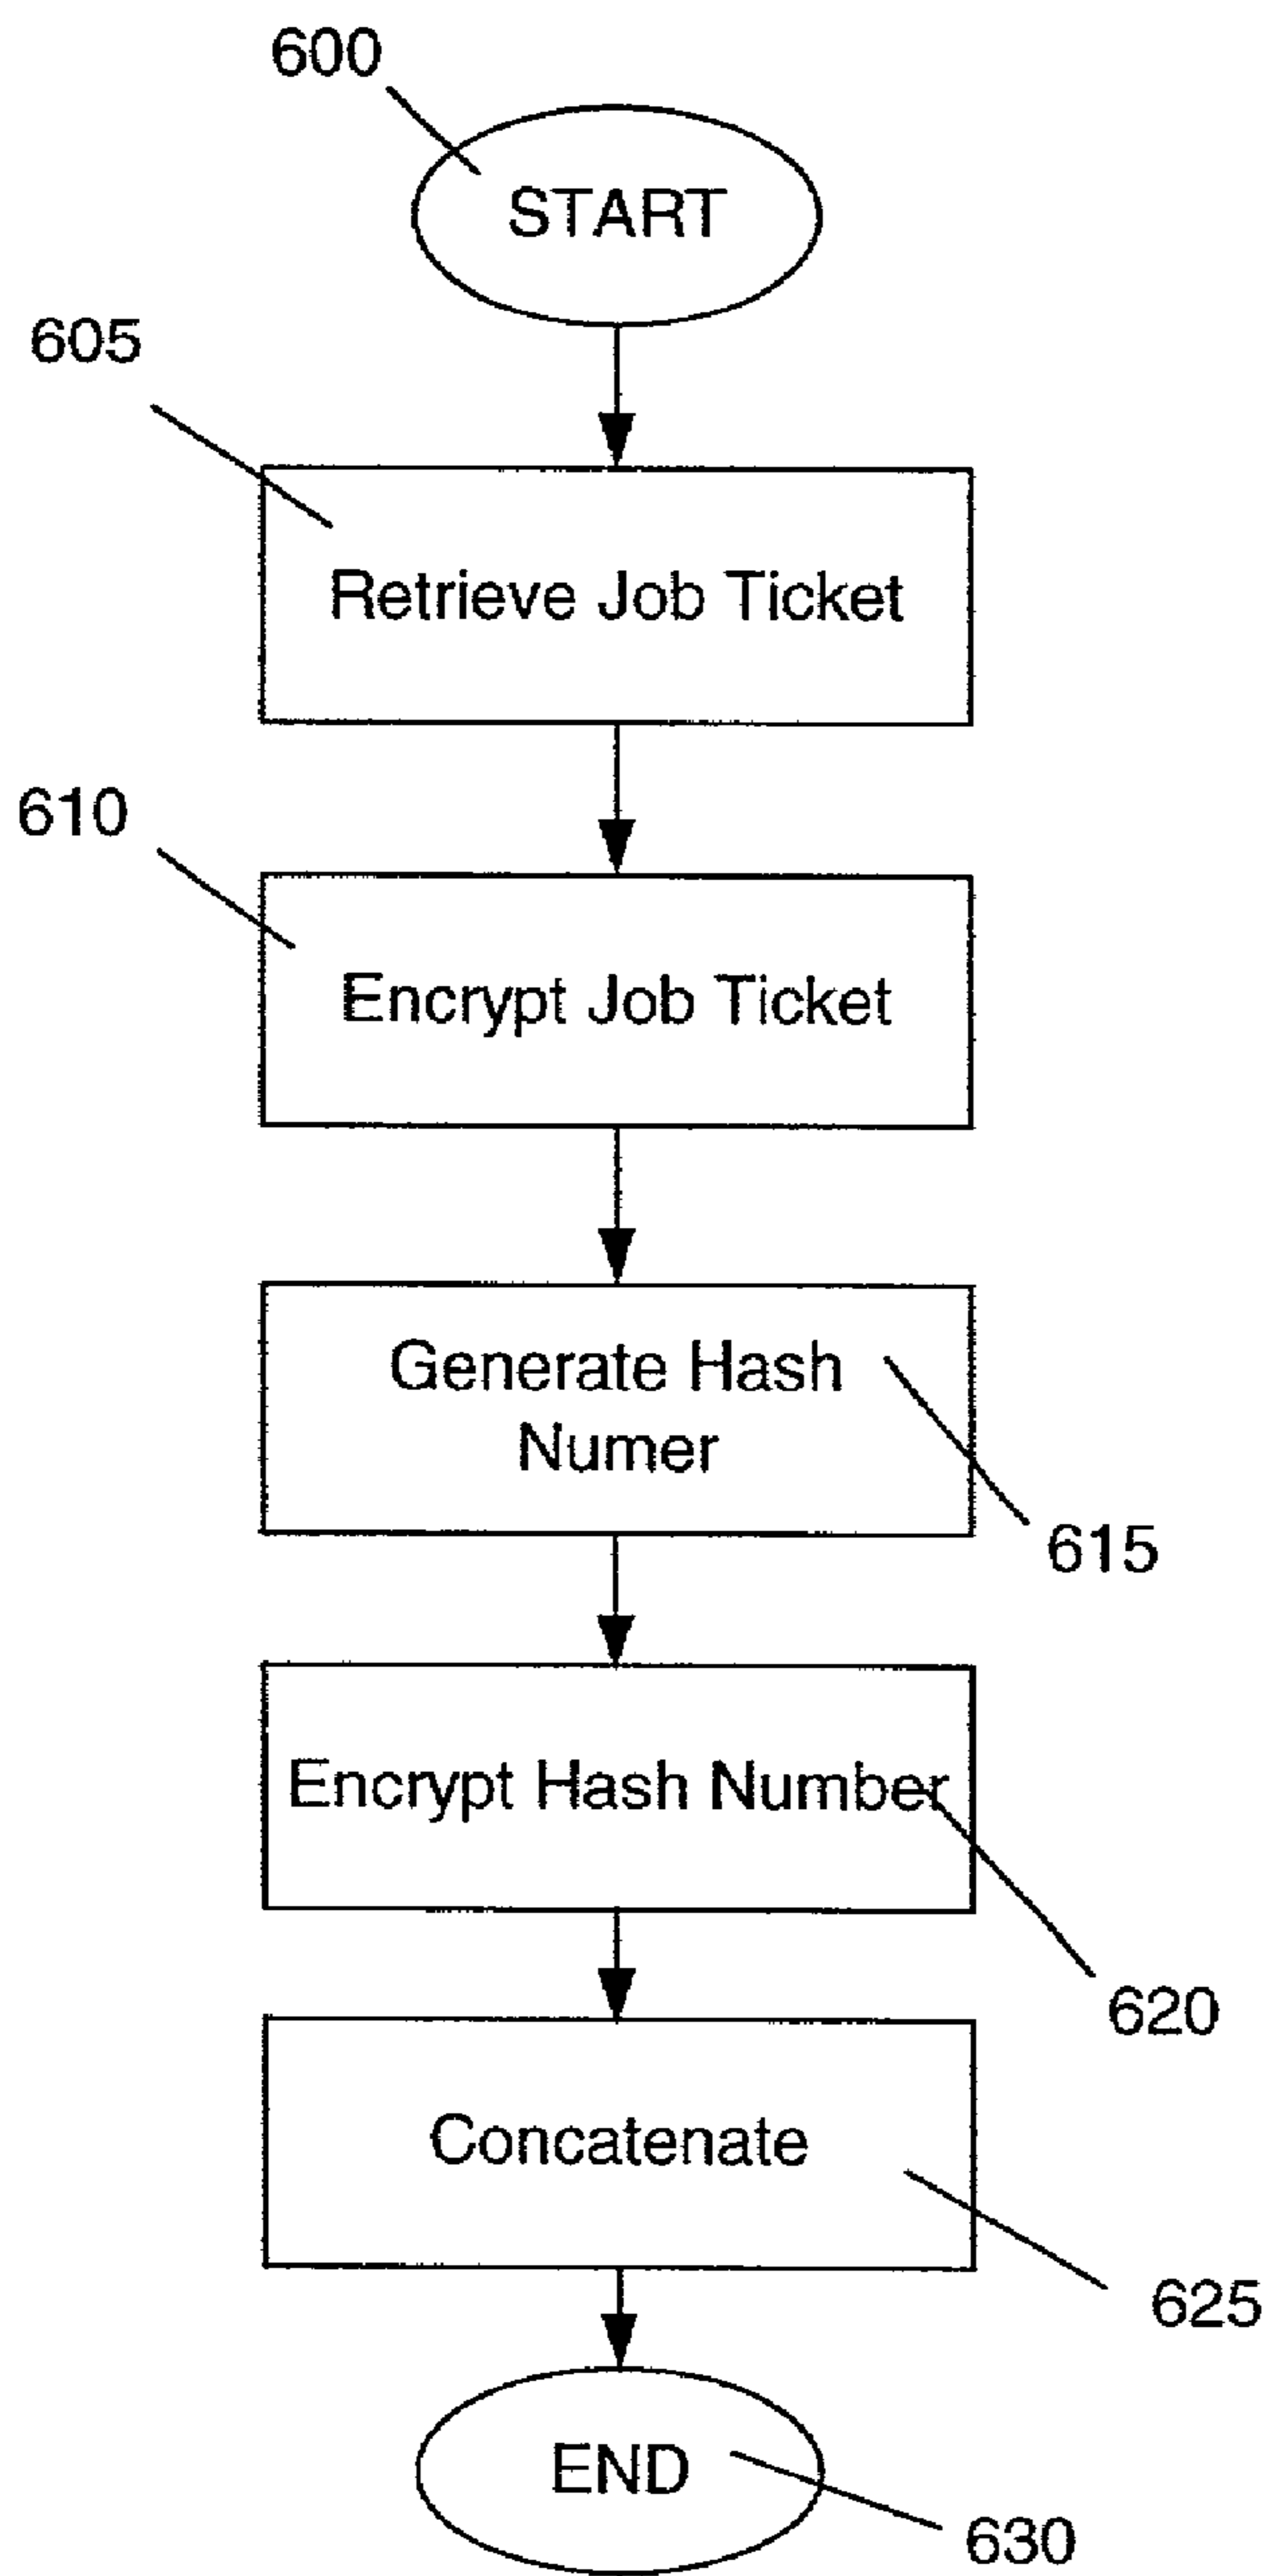 600
START
605
Retrieve Job Ticket
610
Encrypt Job Ticket
Generate Hash
Numer
615
Encrypt Hash Number
620
Concatenate
625
END
630